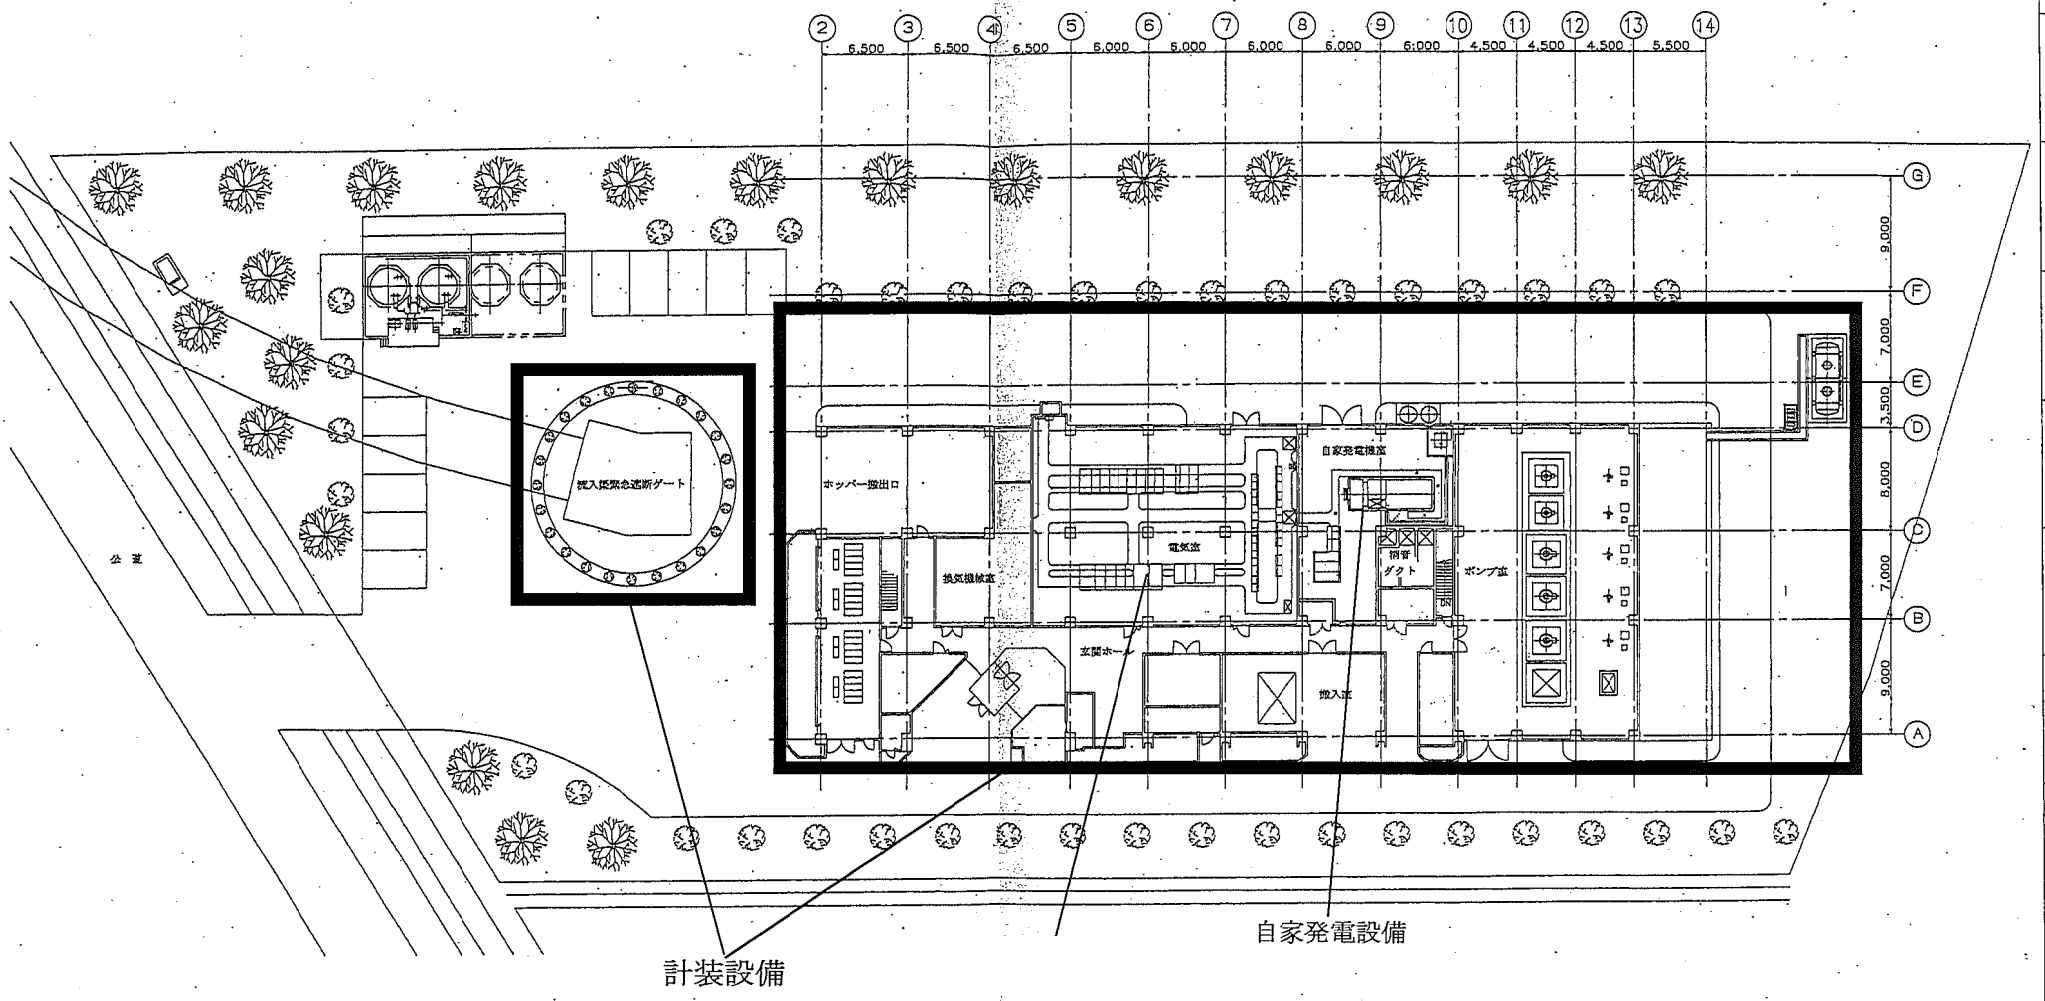 2 3 4 5 6 7 8 9 10 11 12 13 14
6,500 6,500 6,500 6,000 6,000 6,000 6,000 6,000 4,500 4,500 4,500 5,500
G
9,000
F
7,000
E
3,500
D
8,000
C
7,000
B
9,000
A
自家発電機室
ホッパー搬出口
流入渠緊急遮断ゲート
電気室
消音
ダクト
ポンプ室
換気機械室
玄関ホール
搬入室
自家発電設備
計装設備